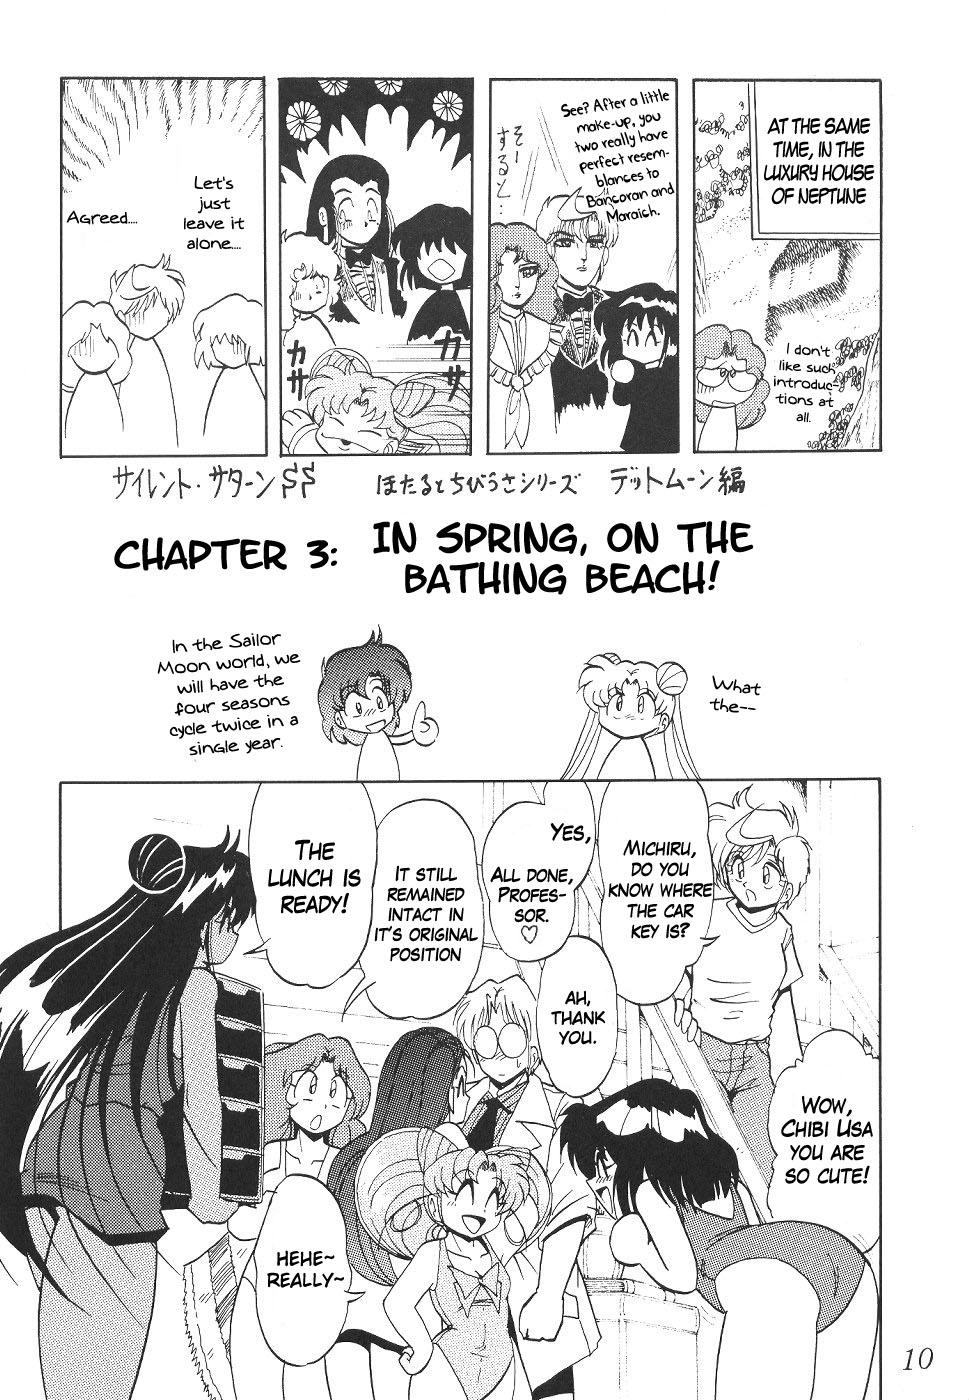 AT THE SAME
TIME, IN THE
LUXURY HOUSE
OF NEPTUNE
I don't
like such
introduc-
tions at
all.
See? After a little
make-up, you
two really have
perfect resem-
blances to
Bancoran and
Maraich.
そーすると…
ガサ
ガサ
Let's
just
leave it
alone....
Agreed....
サイレント・サターンSS ほたるとちびうさシリーズ デットムーン編
CHAPTER 3: IN SPRING, ON THE
BATHING BEACH!
In the Sailor
Moon world, we
will have the
four seasons
cycle twice in a
single year.
What
the--
MICHIRU,
DO YOU
KNOW WHERE
THE CAR
KEY IS?
YES,
ALL DONE,
PROFES-
SOR.♡
IT STILL
REMAINED
INTACT IN
IT'S ORIGINAL
POSITION
THE
LUNCH IS
READY!
AH,
THANK
YOU.
WOW,
CHIBI USA
YOU ARE
SO CUTE!
HEHE~
REALLY~
10